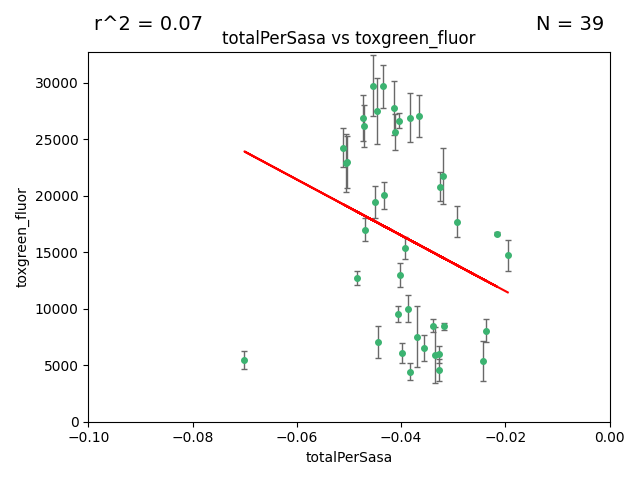 r^2 = 0.07
N = 39
totalPerSasa vs toxgreen_fluor
30000
25000
20000
15000
10000
5000
0
toxgreen_fluor
−0.10
−0.08
−0.06
−0.04
−0.02
0.00
totalPerSasa